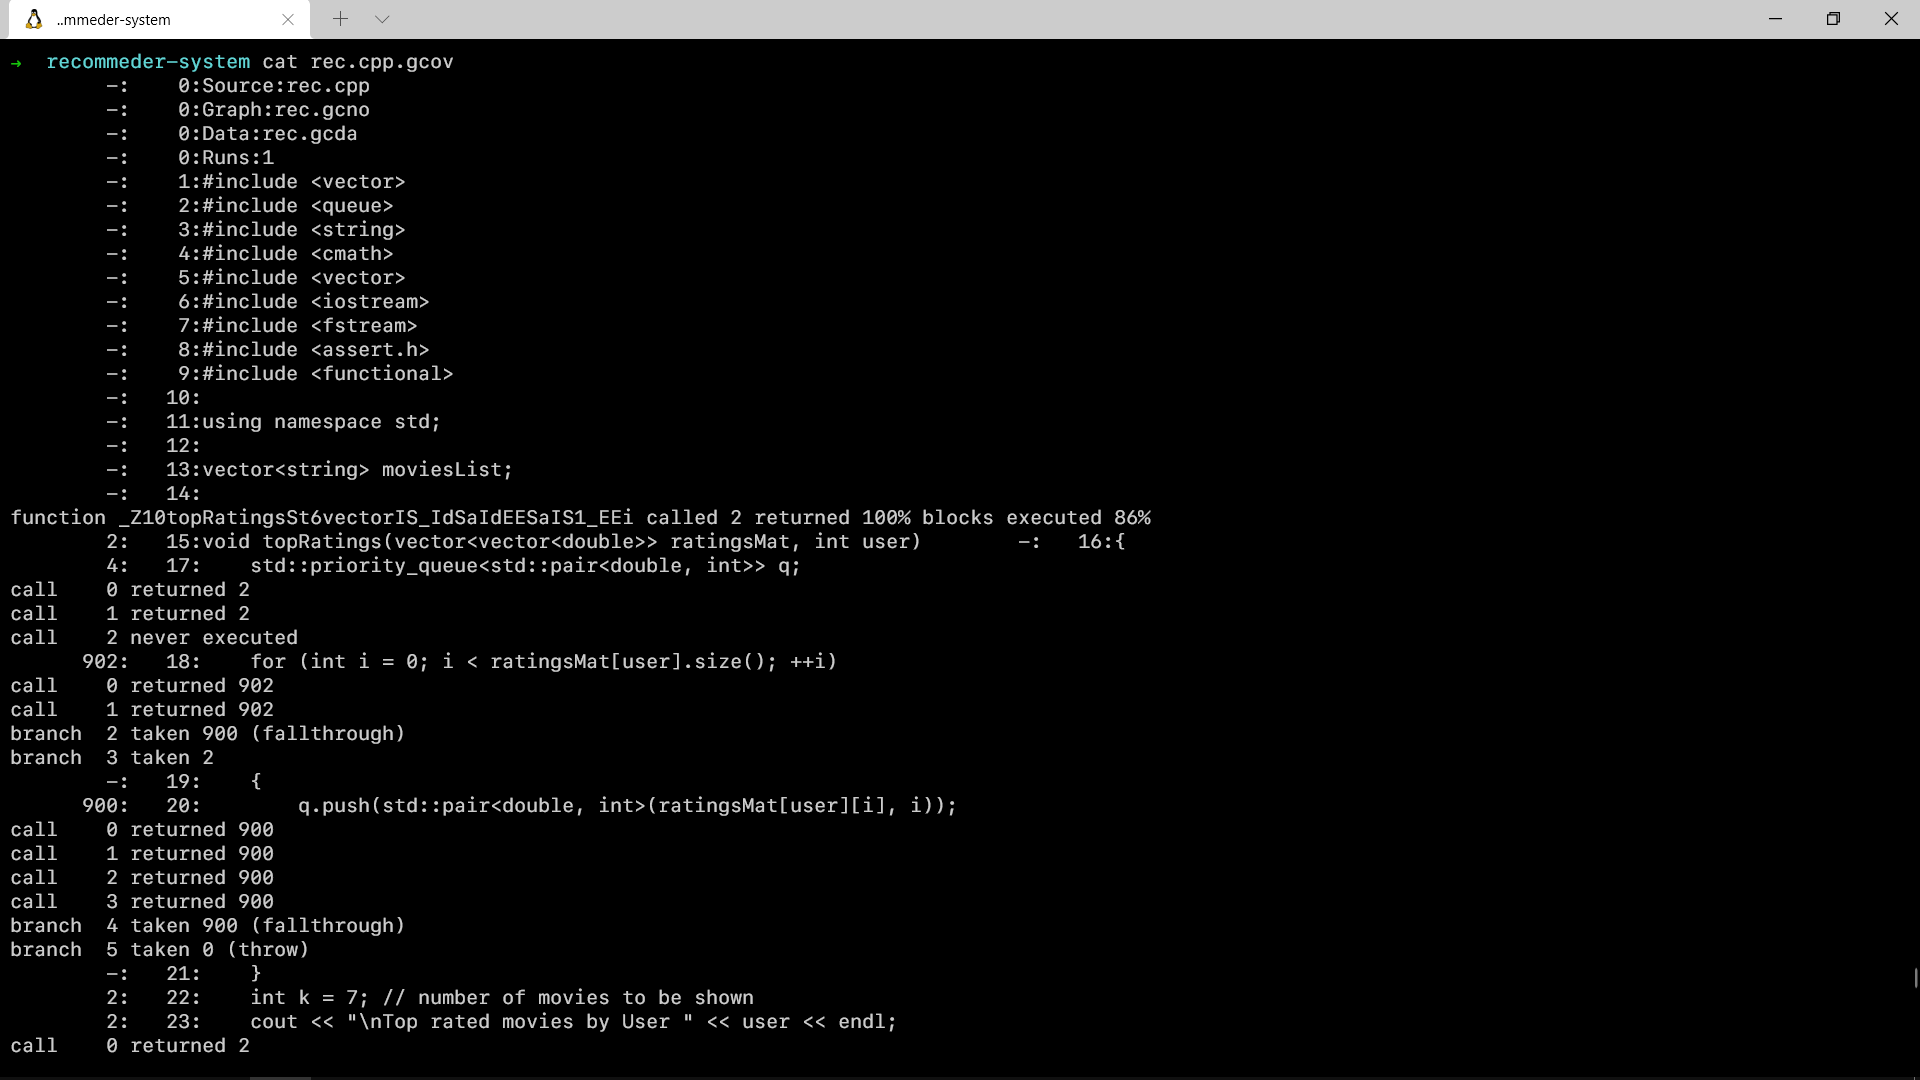 ..mmeder-system
→  recommeder-system cat rec.cpp.gcov
        -:    0:Source:rec.cpp
        -:    0:Graph:rec.gcno
        -:    0:Data:rec.gcda
        -:    0:Runs:1
        -:    1:#include <vector>
        -:    2:#include <queue>
        -:    3:#include <string>
        -:    4:#include <cmath>
        -:    5:#include <vector>
        -:    6:#include <iostream>
        -:    7:#include <fstream>
        -:    8:#include <assert.h>
        -:    9:#include <functional>
        -:   10:
        -:   11:using namespace std;
        -:   12:
        -:   13:vector<string> moviesList;
        -:   14:
function _Z10topRatingsSt6vectorIS_IdSaIdEESaIS1_EEi called 2 returned 100% blocks executed 86%
        2:   15:void topRatings(vector<vector<double>> ratingsMat, int user)        -:   16:{
        4:   17:    std::priority_queue<std::pair<double, int>> q;
call    0 returned 2
call    1 returned 2
call    2 never executed
      902:   18:    for (int i = 0; i < ratingsMat[user].size(); ++i)
call    0 returned 902
call    1 returned 902
branch  2 taken 900 (fallthrough)
branch  3 taken 2
        -:   19:    {
      900:   20:        q.push(std::pair<double, int>(ratingsMat[user][i], i));
call    0 returned 900
call    1 returned 900
call    2 returned 900
call    3 returned 900
branch  4 taken 900 (fallthrough)
branch  5 taken 0 (throw)
        -:   21:    }
        2:   22:    int k = 7; // number of movies to be shown
        2:   23:    cout << "\nTop rated movies by User " << user << endl;
call    0 returned 2